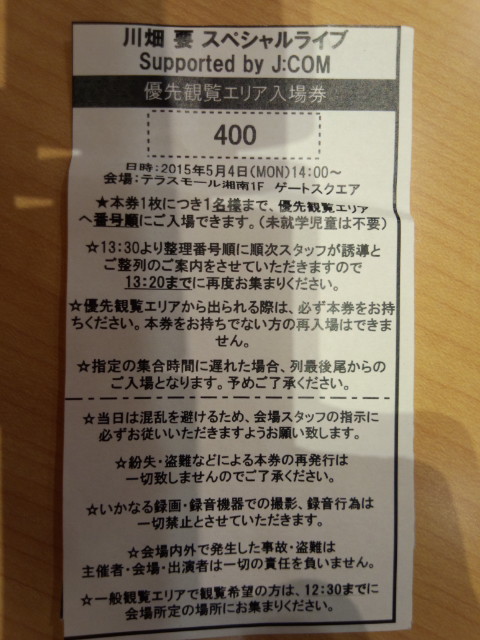 川畑 要 スペシャルライブ
Supported by J:COM
優先観覧エリア入場券
400
日時：2015年5月4日(MON)14:00～
会場：テラスモール湘南1F ゲートスクエア
★本券1枚につき1名様まで、優先観覧エリア
へ番号順にご入場できます。(未就学児童は不要)
☆13:30より整理番号順に順次スタッフが誘導と
ご整列のご案内をさせていただきますので
13:20までに再度お集まりください。
☆優先観覧エリアから出られる際は、必ず本券をお持
ちください。本券をお持ちでない方の再入場はできま
せん。
☆指定の集合時間に遅れた場合、列最後尾からの
ご入場となります。予めご了承ください。
☆当日は混乱を避けるため、会場スタッフの指示に
必ずお従いいただきますようお願い致します。
☆紛失・盗難などによる本券の再発行は
一切致しませんのでご了承ください。
☆いかなる録画・録音機器での撮影、録音行為は
一切禁止とさせていただきます。
☆会場内外で発生した事故・盗難は
主催者・会場・出演者は一切の責任を負いません。
☆一般観覧エリアで観覧希望の方は、12:30までに
会場所定の場所にお集まりください。